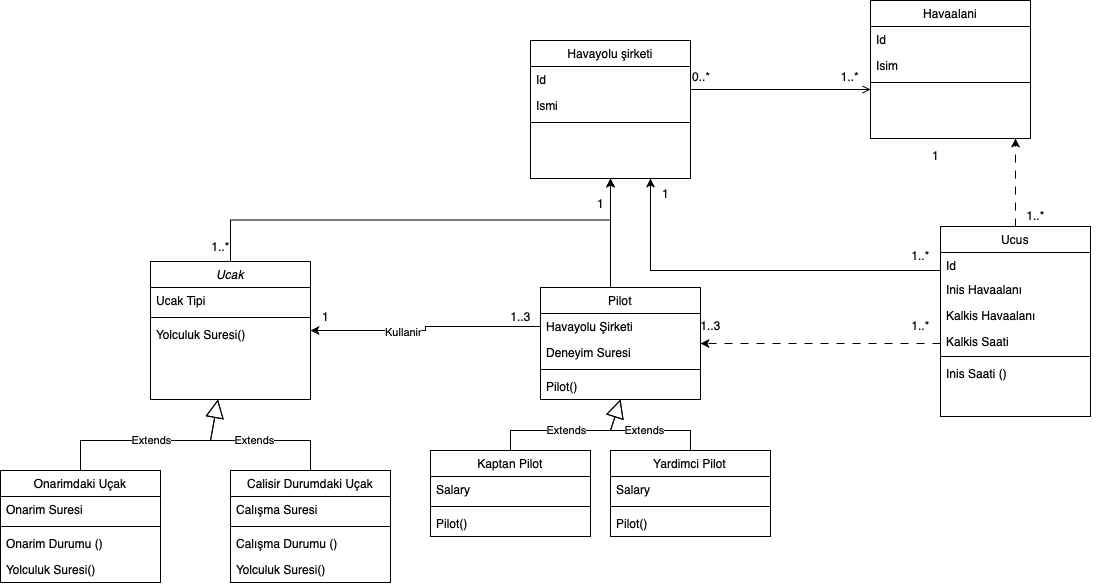 Havaalani
Id
Isim
Havayolu şirketi
Id
Ismi
0..*
1..*
1
1
1
1..*
1..*
1..*
Ucus
Id
Inis Havaalanı
Kalkis Havaalanı
Kalkis Saati
Inis Saati ()
Ucak
Ucak Tipi
Yolculuk Suresi()
1
Kullanir
1..3
Pilot
Havayolu Şirketi
Deneyim Suresi
Pilot()
1..3
1..*
Extends
Extends
Extends
Extends
Onarimdaki Uçak
Onarim Suresi
Onarim Durumu ()
Yolculuk Suresi()
Calisir Durumdaki Uçak
Calışma Suresi
Calışma Durumu ()
Yolculuk Suresi()
Kaptan Pilot
Salary
Pilot()
Yardimci Pilot
Salary
Pilot()